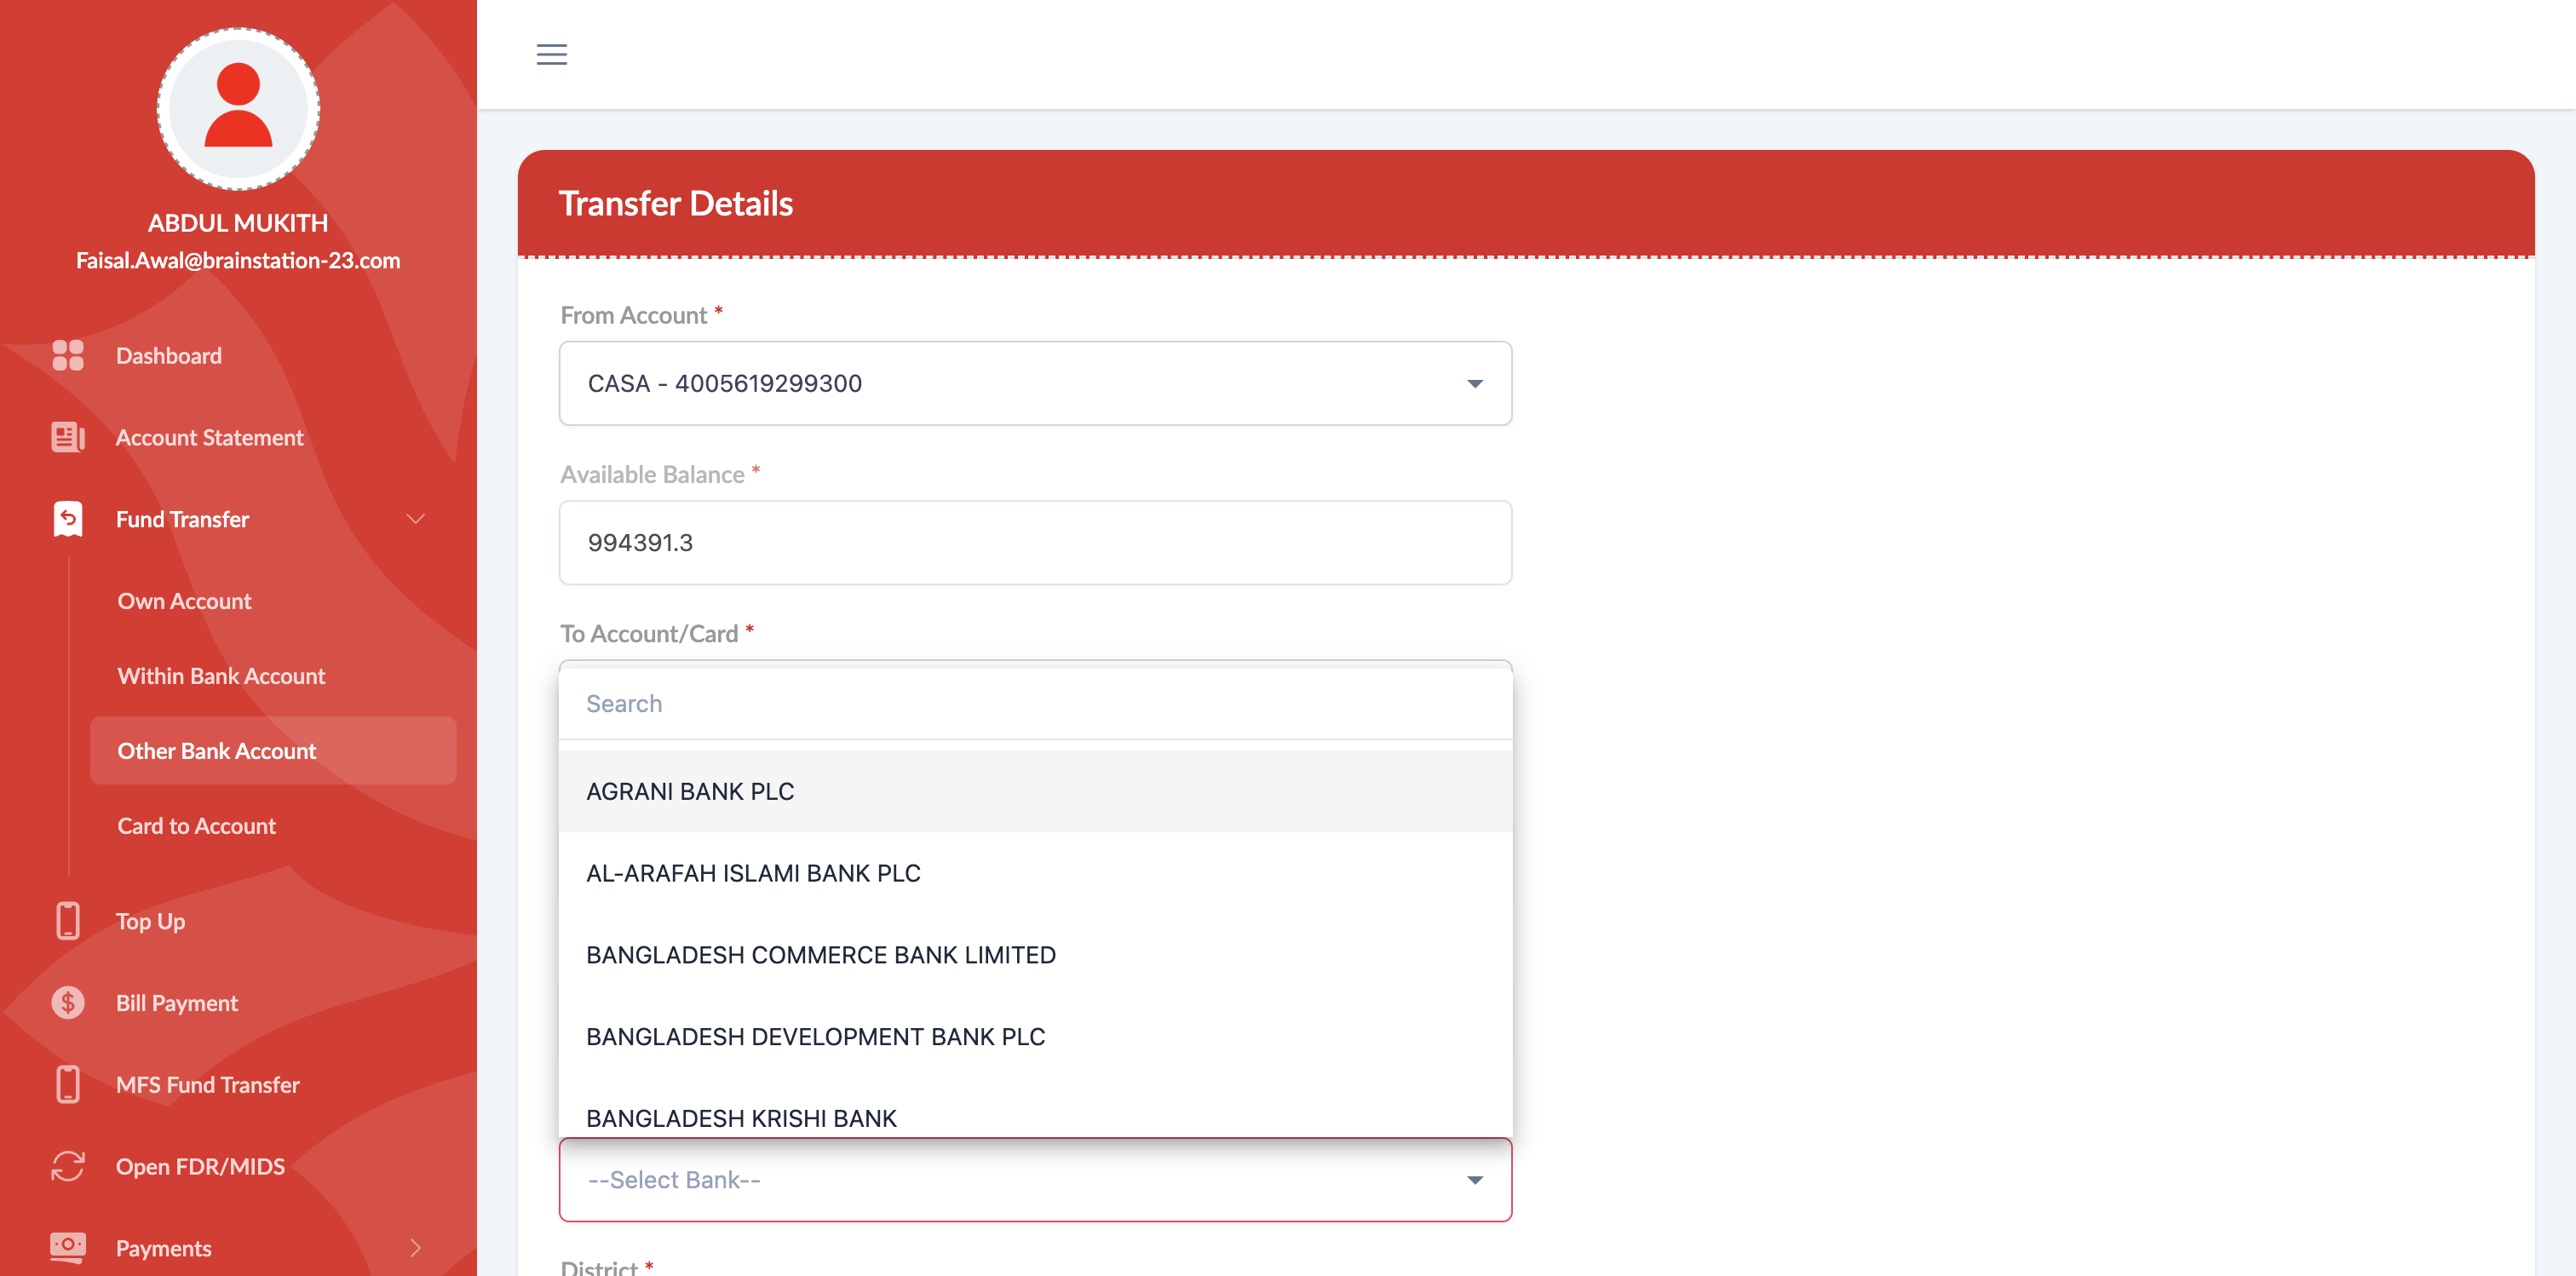 ABDUL MUKITH
Faisal.Awal@brainstation-23.com
Dashboard
Account Statement
Fund Transfer
Own Account
Within Bank Account
Other Bank Account
Card to Account
Top Up
Bill Payment
MFS Fund Transfer
Open FDR/MIDS
Payments
Transfer Details
From Account *
CASA - 4005619299300
Available Balance *
994391.3
To Account/Card *
Search
AGRANI BANK PLC
AL-ARAFAH ISLAMI BANK PLC
BANGLADESH COMMERCE BANK LIMITED
BANGLADESH DEVELOPMENT BANK PLC
BANGLADESH KRISHI BANK
--Select Bank--
District *